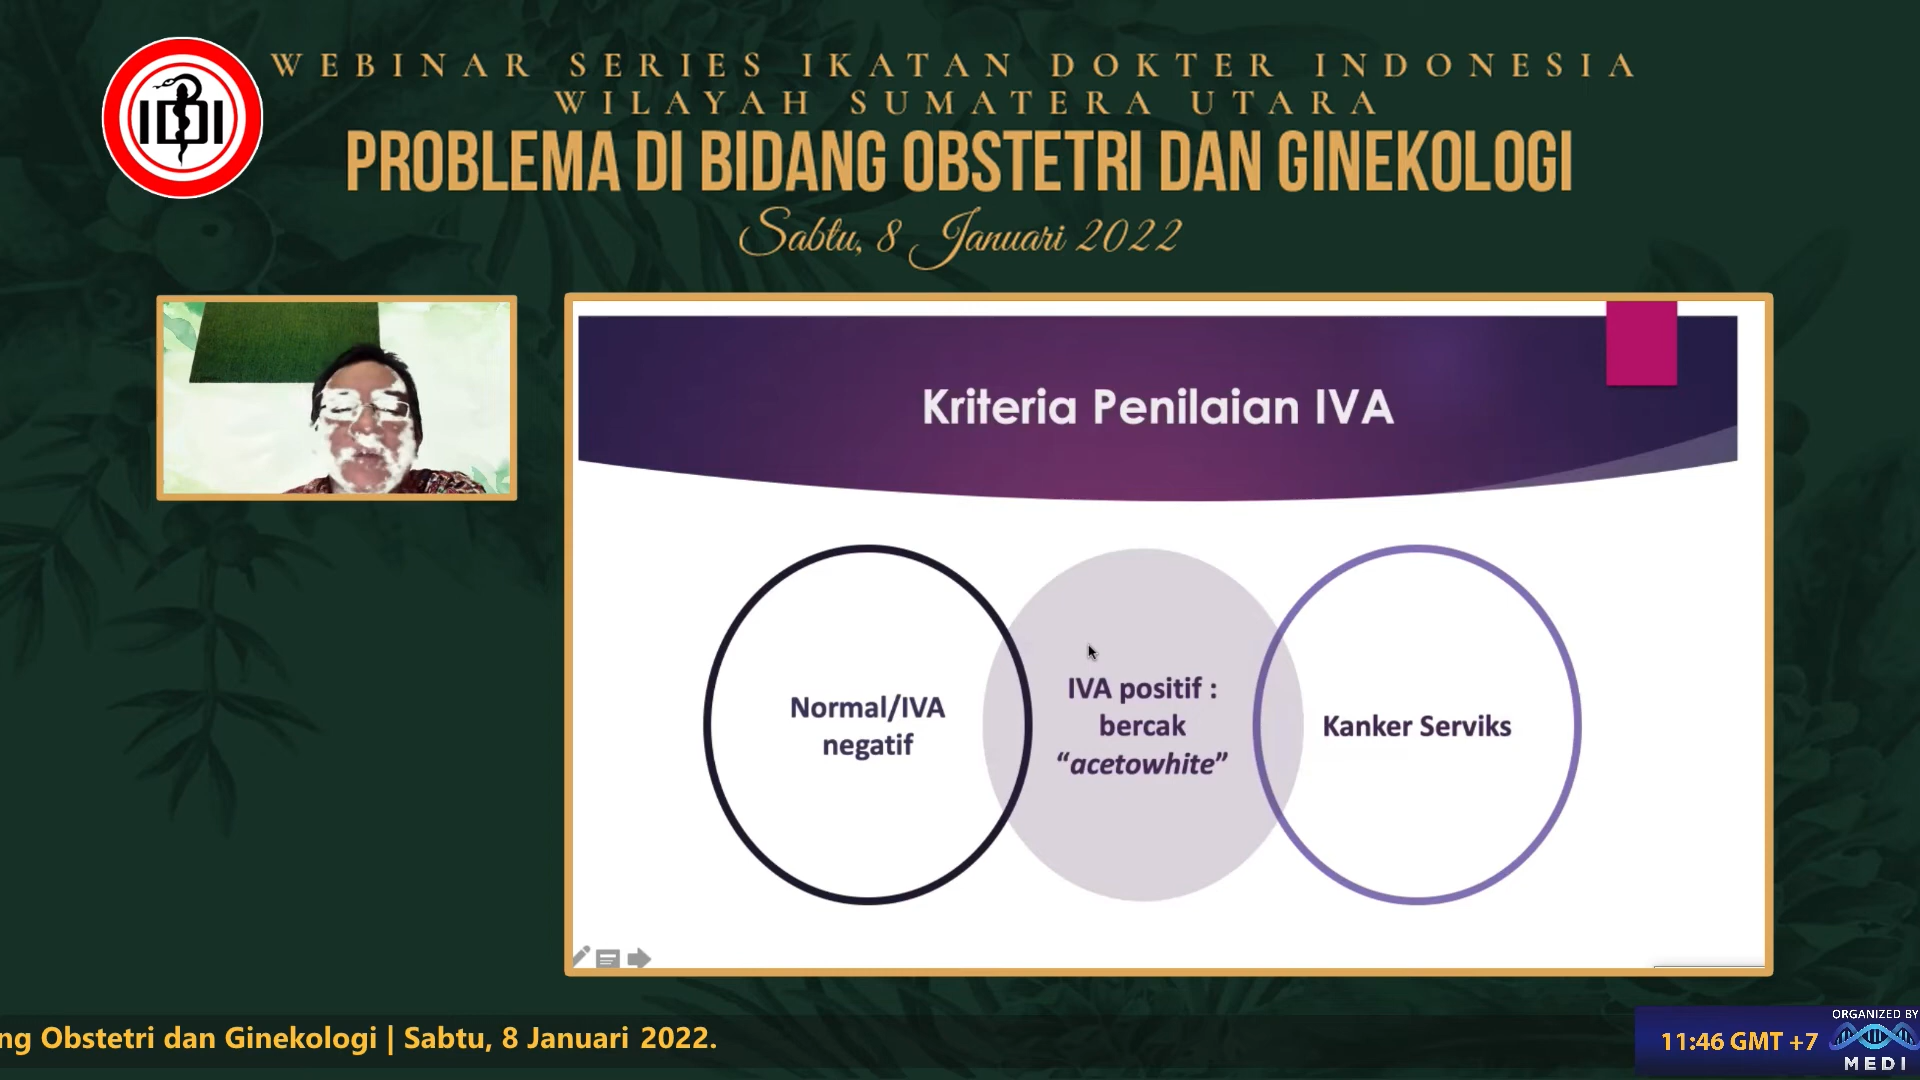 WEBINAR SERIES IKATAN DOKTER INDONESIA
WILAYAH SUMATERA UTARA
PROBLEMA DI BIDANG OBSTETRI DAN GINEKOLOGI
Sabtu, 8 Januari 2022
IDI
Kriteria Penilaian IVA
Normal/IVA
negatif
IVA positif :
bercak
“acetowhite”
Kanker Serviks
ng Obstetri dan Ginekologi | Sabtu, 8 Januari 2022.
11:46 GMT +7
ORGANIZED BY
MEDI